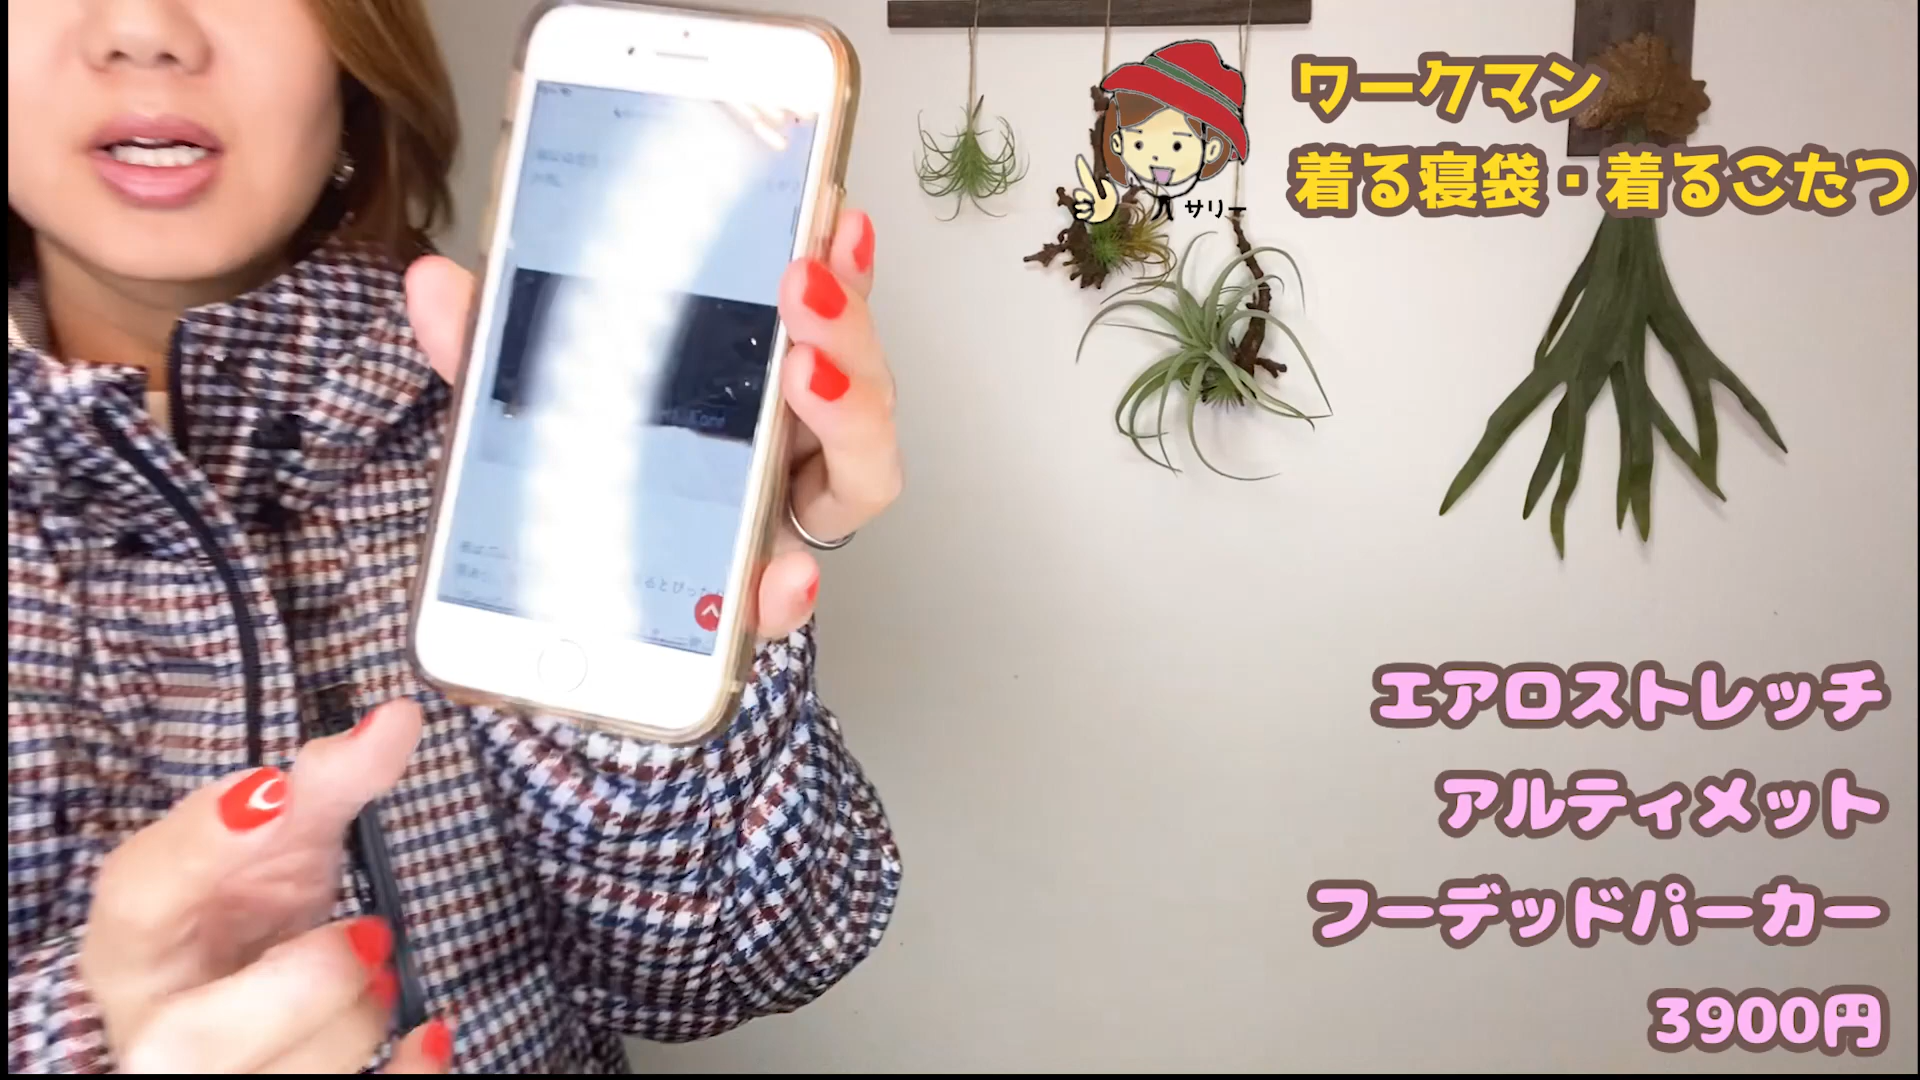 ワークマン
着る寝袋・着るこたつ
サリー
エアロストレッチ
アルティメット
フーデッドパーカー
3900円